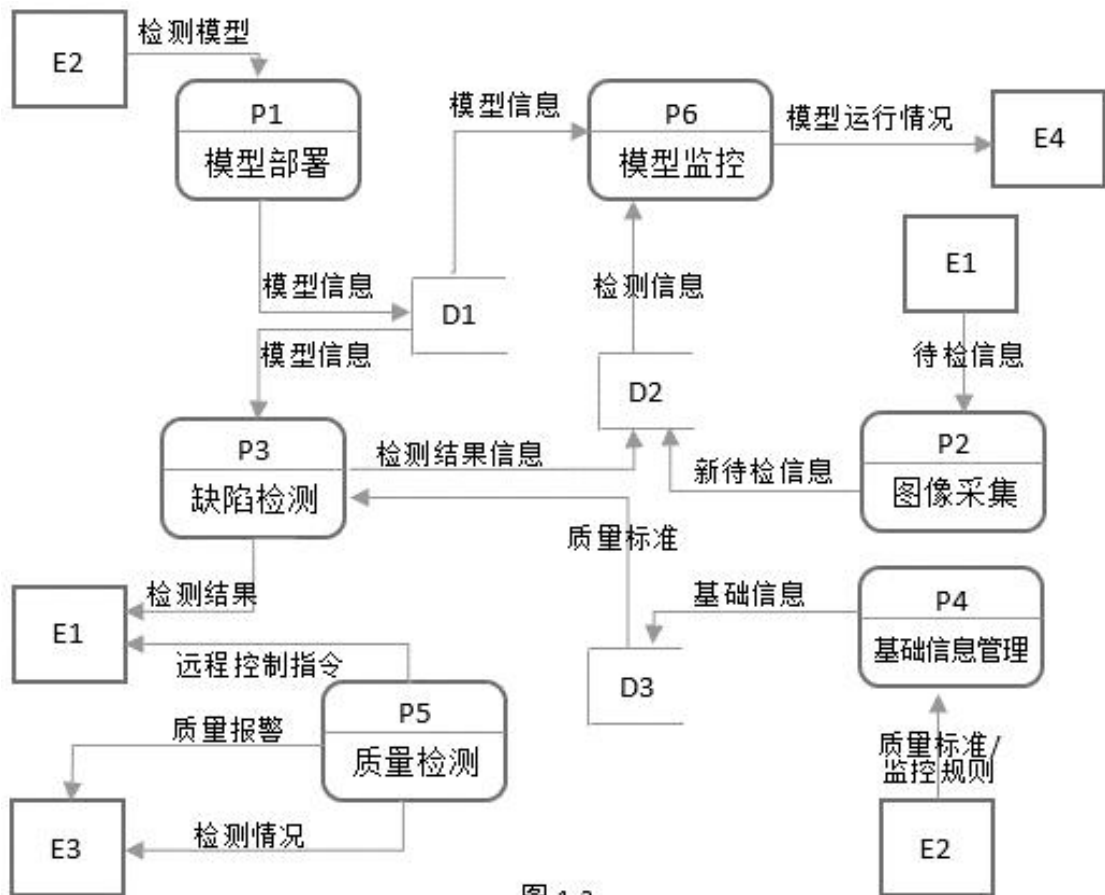 检测模型
E2
P1
模型部署
模型信息
P6
模型监控
模型运行情况
E4
E1
模型信息
D1
检测信息
待检信息
模型信息
D2
P3
缺陷检测
检测结果信息
新待检信息
P2
图像采集
质量标准
检测结果
E1
远程控制指令
基础信息
P4
基础信息管理
D3
P5
质量检测
质量报警
质量标准/
监控规则
E3
检测情况
E2